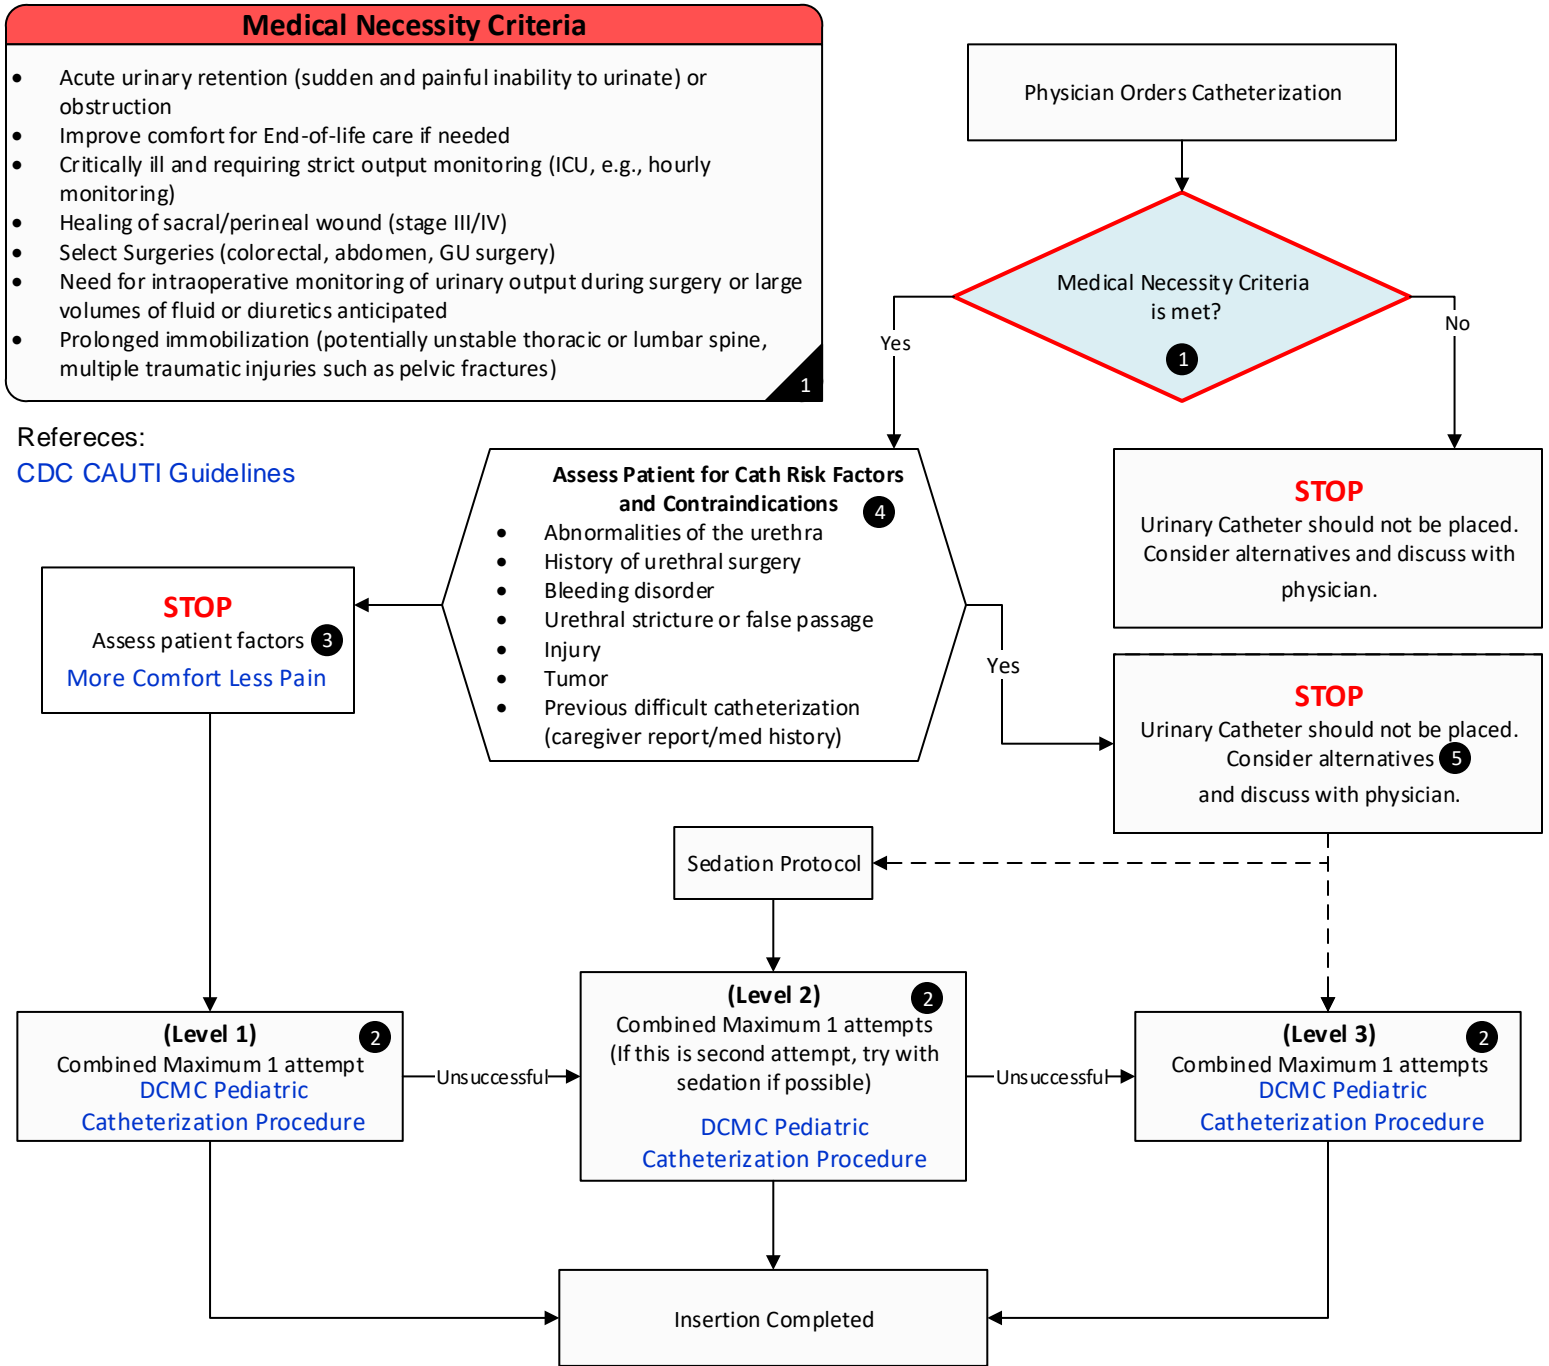 Medical Necessity Criteria
• Acute urinary retention (sudden and painful inability to urinate) or
obstruction
• Improve comfort for End-of-life care if needed
• Critically ill and requiring strict output monitoring (ICU, e.g., hourly
monitoring)
• Healing of sacral/perineal wound (stage III/IV)
• Select Surgeries (colorectal, abdomen, GU surgery)
• Need for intraoperative monitoring of urinary output during surgery or large
volumes of fluid or diuretics anticipated
• Prolonged immobilization (potentially unstable thoracic or lumbar spine,
multiple traumatic injuries such as pelvic fractures)
1
Refereces:
CDC CAUTI Guidelines
Physician Orders Catheterization
Medical Necessity Criteria
is met?
1
Yes
No
STOP
Urinary Catheter should not be placed.
Consider alternatives and discuss with
physician.
Assess Patient for Cath Risk Factors
and Contraindications
4
• Abnormalities of the urethra
• History of urethral surgery
• Bleeding disorder
• Urethral stricture or false passage
• Injury
• Tumor
• Previous difficult catheterization
(caregiver report/med history)
Yes
STOP
Assess patient factors 3
More Comfort Less Pain
STOP
Urinary Catheter should not be placed.
Consider alternatives 5
and discuss with physician.
Sedation Protocol
(Level 1) 2
Combined Maximum 1 attempt
DCMC Pediatric
Catheterization Procedure
Unsuccessful
(Level 2) 2
Combined Maximum 1 attempts
(If this is second attempt, try with
sedation if possible)
DCMC Pediatric
Catheterization Procedure
Unsuccessful
(Level 3) 2
Combined Maximum 1 attempts
DCMC Pediatric
Catheterization Procedure
Insertion Completed